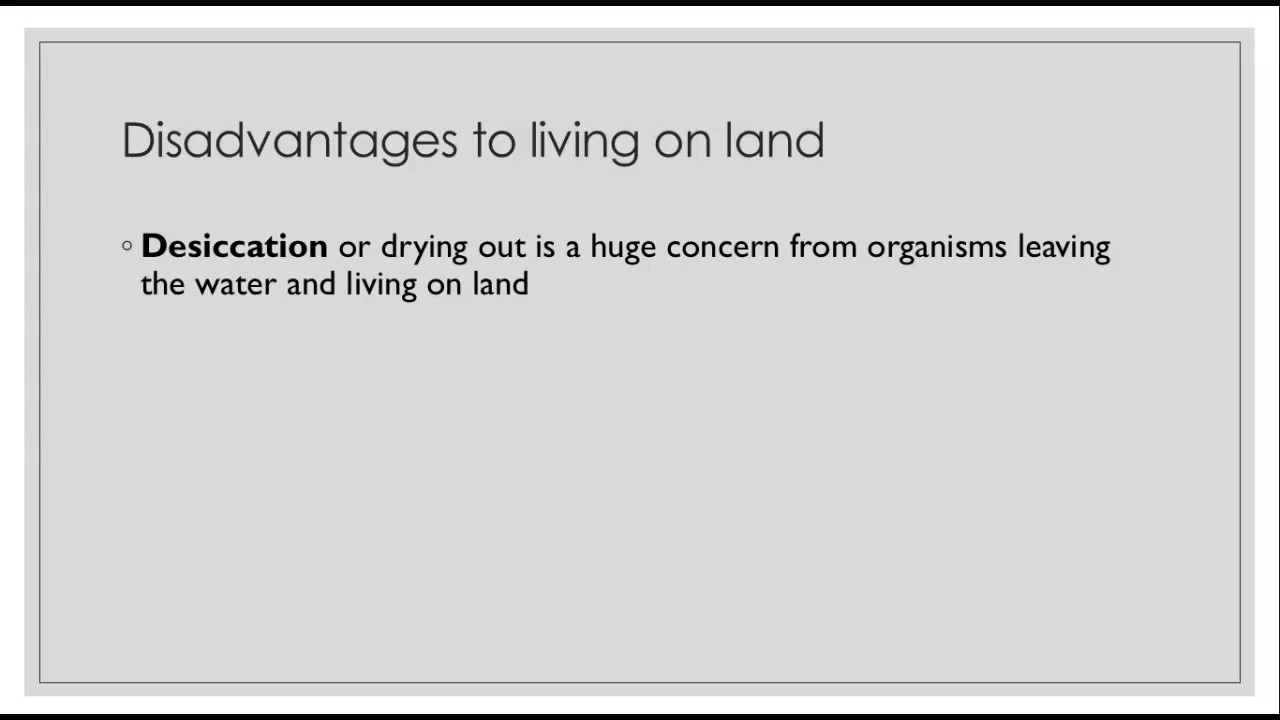 Disadvantages to living on land
◦ Desiccation or drying out is a huge concern from organisms leaving
the water and living on land